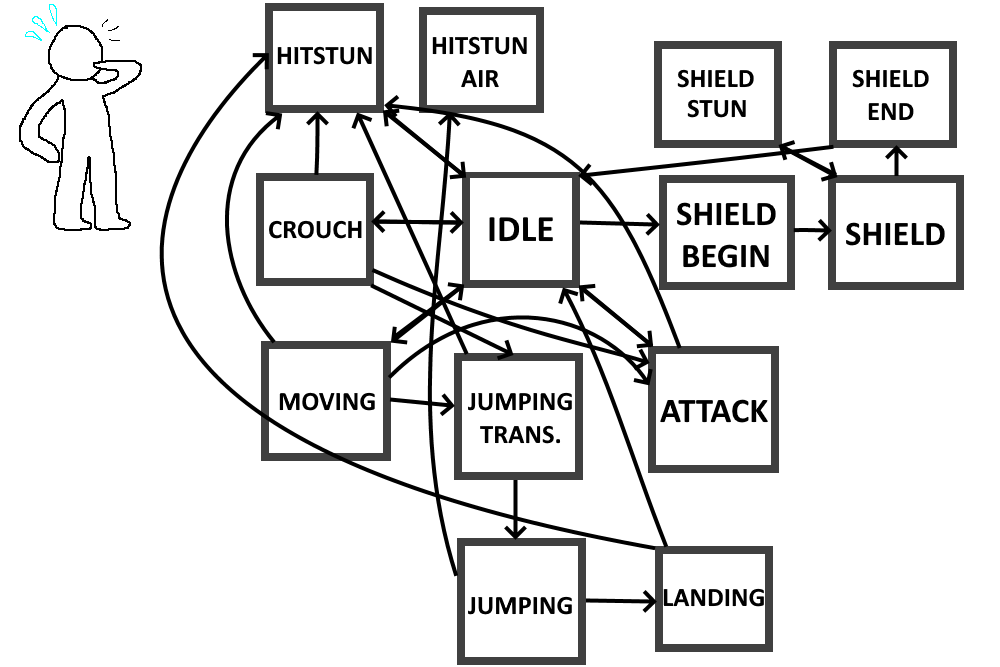 HITSTUN
HITSTUN
AIR
SHIELD
STUN
SHIELD
END
CROUCH
IDLE
SHIELD
BEGIN
SHIELD
MOVING
JUMPING
TRANS.
ATTACK
JUMPING
LANDING